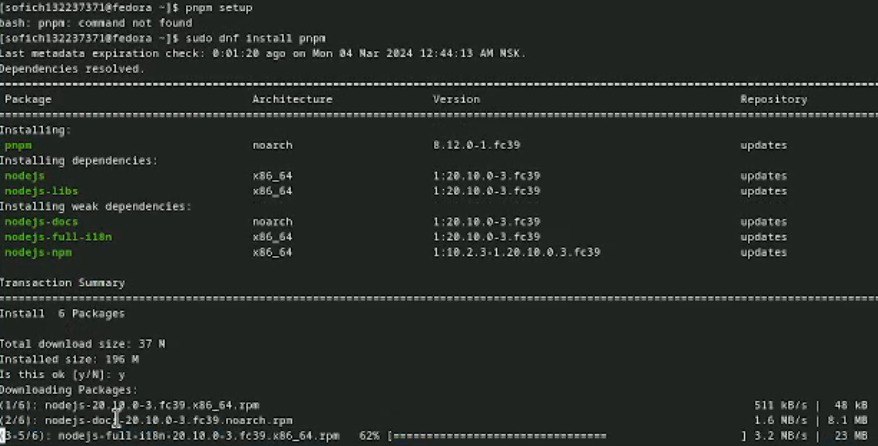 [sofich132237371@fedora ~]$ pnpm setup
bash: pnpm: command not found
[sofich132237371@fedora ~]$ sudo dnf install pnpm
Last metadata expiration check: 0:01:20 ago on Mon 04 Mar 2024 12:44:13 AM MSK.
Dependencies resolved.
Package Architecture Version Repository
Installing:
pnpm noarch 8.12.0-1.fc39 updates
Installing dependencies:
nodejs x86_64 1:20.10.0-3.fc39 updates
nodejs-libs x86_64 1:20.10.0-3.fc39 updates
Installing weak dependencies:
nodejs-docs noarch 1:20.10.0-3.fc39 updates
nodejs-full-i18n x86_64 1:20.10.0-3.fc39 updates
nodejs-npm x86_64 1:10.2.3-1.20.10.0.3.fc39 updates
Transaction Summary
Install 6 Packages
Total download size: 37 M
Installed size: 196 M
Is this ok [y/N]: y
Downloading Packages:
(1/6): nodejs-20.10.0-3.fc39.x86_64.rpm 511 kB/s | 48 kB
(2/6): nodejs-docs-20.10.0-3.fc39.noarch.rpm 1.6 MB/s | 8.1 MB
(3-5/6): nodejs-full-i18n-20.10.0-3.fc39.x86_64.rpm 62% [=============================== ] 3.2 MB/s | 23 MB